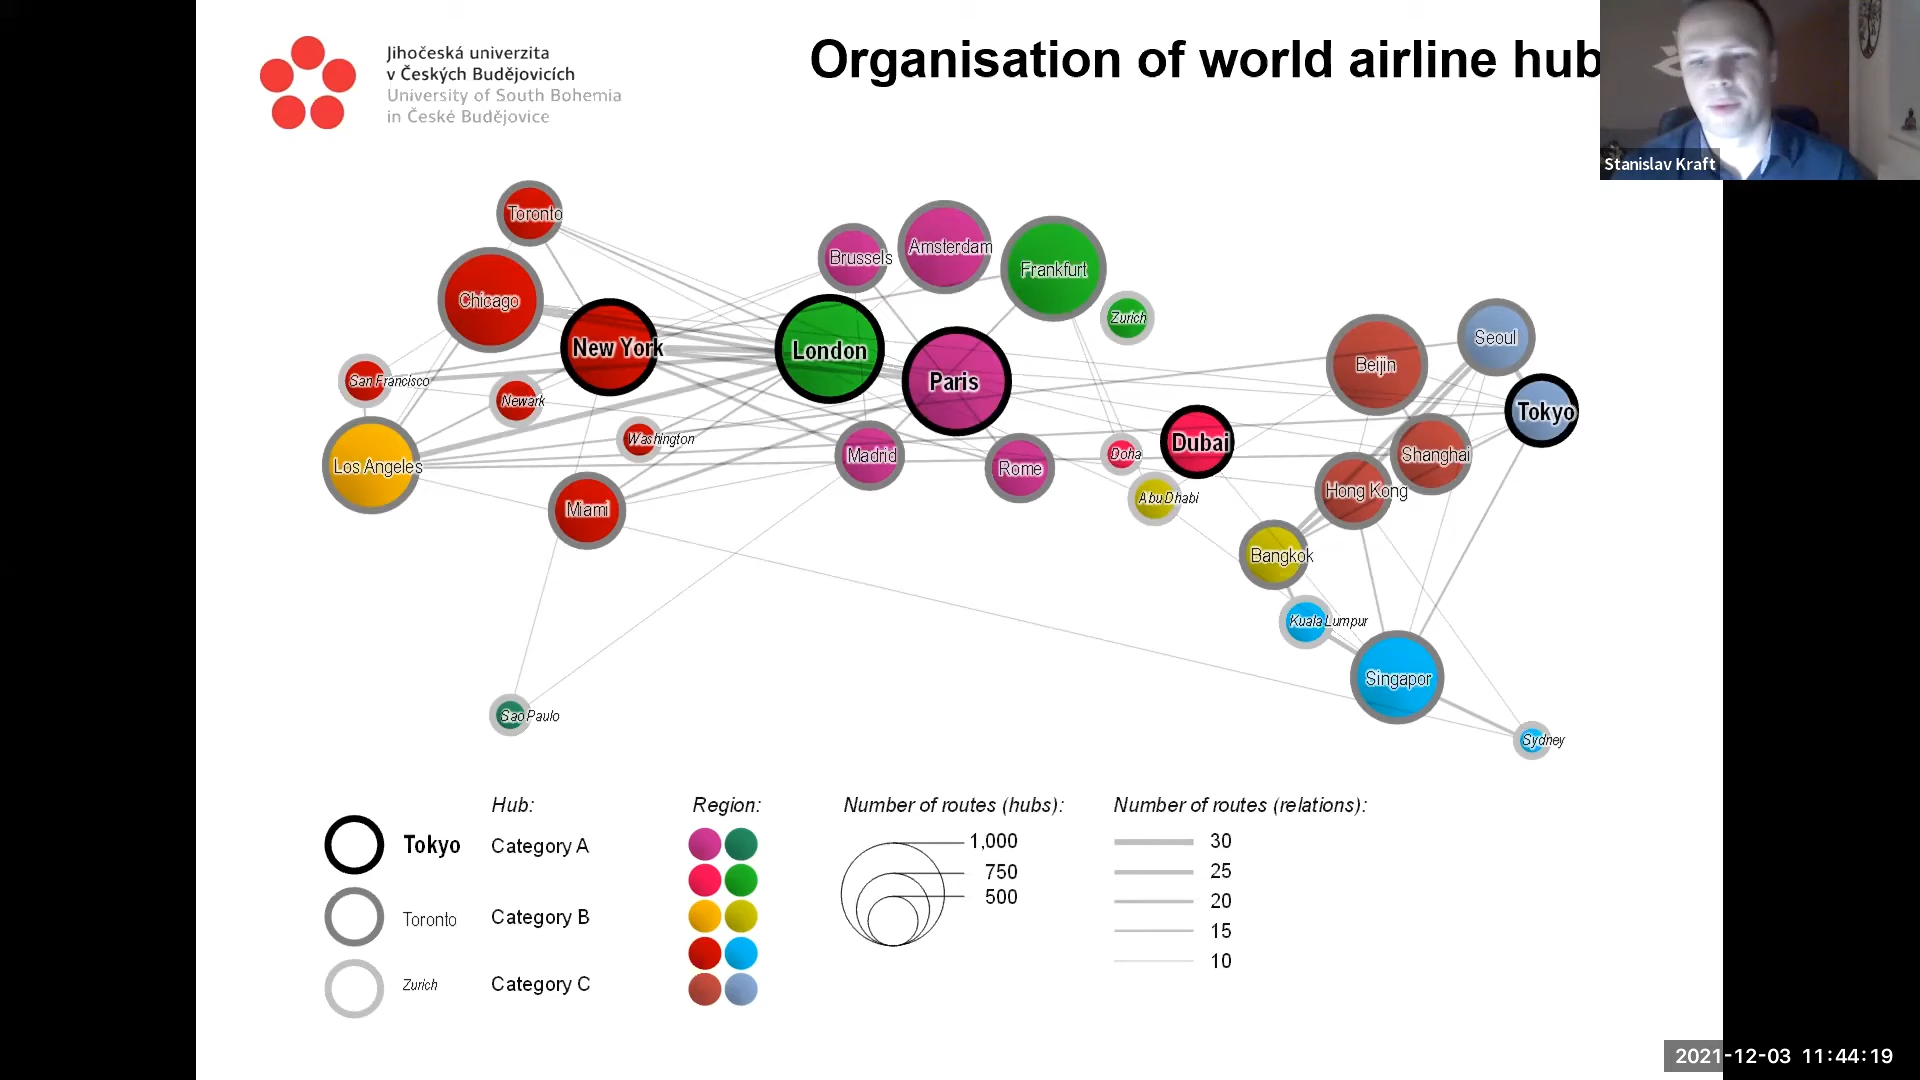 Jihočeská univerzita
v Českých Budějovicích
University of South Bohemia
in České Budějovice
Organisation of world airline hub
Stanislav Kraft
Toronto
Brussels
Amsterdam
Frankfurt
Chicago
Zurich
New York
London
Paris
Beijin
Seoul
San Francisco
Newark
Tokyo
Washington
Los Angeles
Madrid
Rome
Doha
Dubai
Shanghai
Miami
Abu Dhabi
Hong Kong
Bangkok
Kuala Lumpur
Singapor
Sao Paulo
Sydney
Hub:
Region:
Number of routes (hubs):
Number of routes (relations):
Tokyo
Category A
Toronto
Category B
Zurich
Category C
1,000
750
500
30
25
20
15
10
2021-12-03 11:44:19